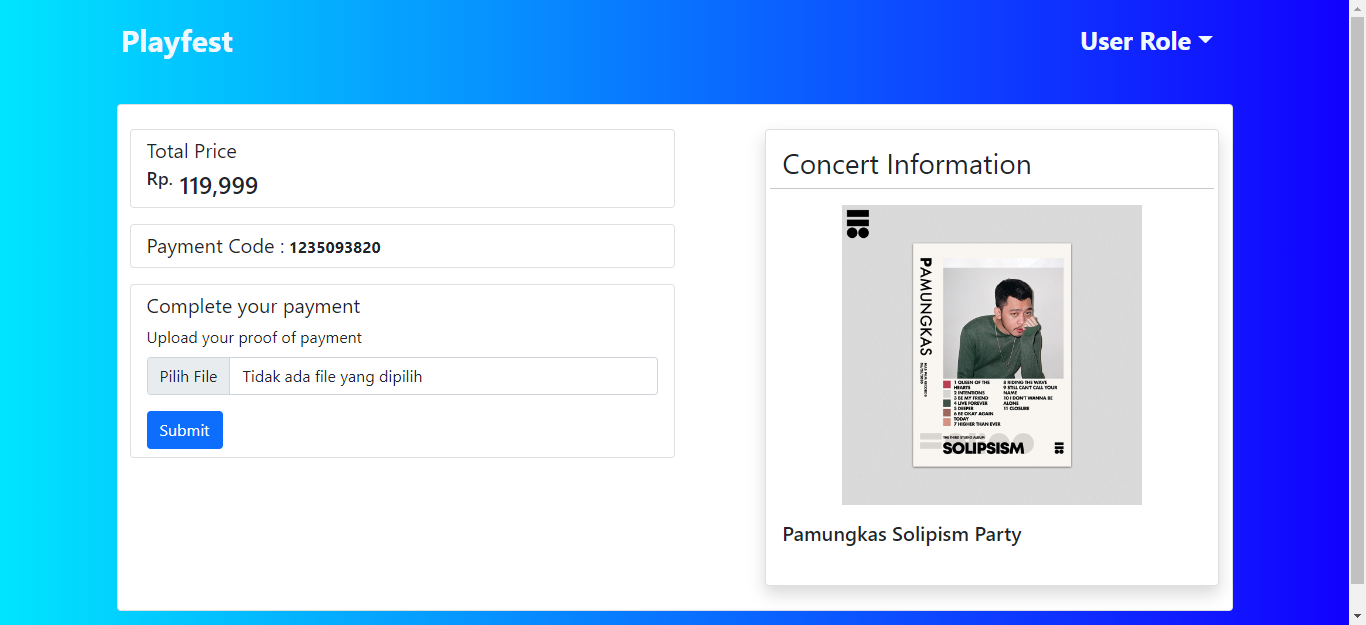 Playfest
User Role
Total Price
Rp. 119,999
Payment Code : 1235093820
Complete your payment
Upload your proof of payment
Pilih File
Tidak ada file yang dipilih
Submit
Concert Information
PAMUNGKAS
1 QUEEN OF THE
HEARTS
2 INTENTIONS
3 BE MY FRIEND
4 LIVE FOREVER
5 DEEPER
6 BE OKAY AGAIN
TODAY
7 HIGHER THAN EVER
8 RIDING THE WAVE
9 STILL CAN'T CALL YOUR
NAME
10 I DON'T WANNA BE
ALONE
11 CLOSURE
THE THIRD STUDIO ALBUM
SOLIPSISM
Pamungkas Solipism Party